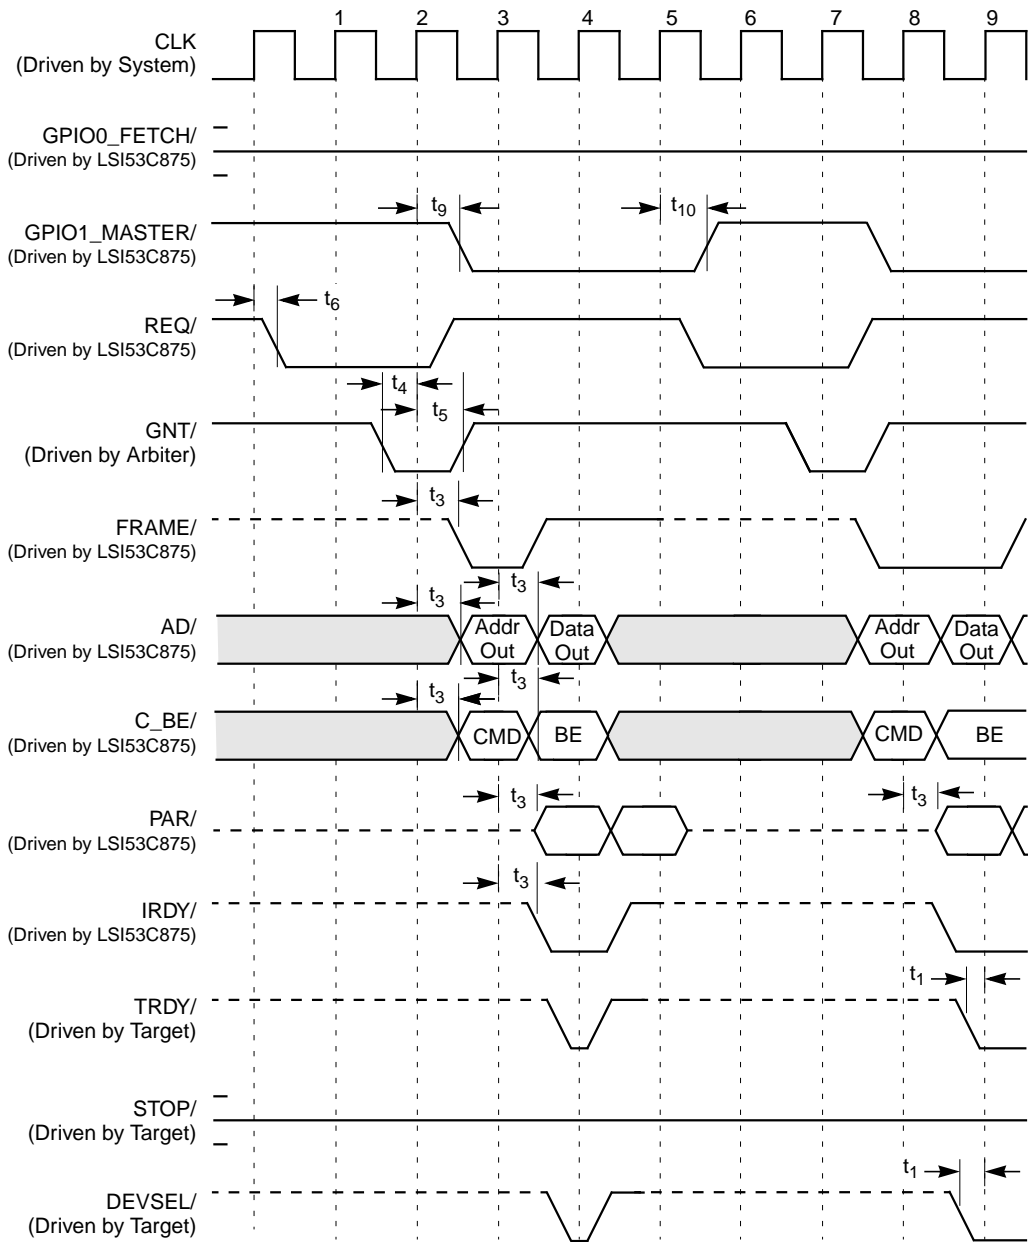 1 2 3 4 5 6 7 8 9
CLK
(Driven by System)
GPIO0_FETCH/
(Driven by LSI53C875)
t9 t10
GPIO1_MASTER/
(Driven by LSI53C875)
t6
REQ/
(Driven by LSI53C875)
t4
t5
GNT/
(Driven by Arbiter)
t3
FRAME/
(Driven by LSI53C875)
t3
t3
AD/
(Driven by LSI53C875)
Addr
Out
Data
Out
Addr
Out
Data
Out
t3
t3
C_BE/
(Driven by LSI53C875)
CMD BE CMD BE
t3 t3
PAR/
(Driven by LSI53C875)
t3
IRDY/
(Driven by LSI53C875)
t1
TRDY/
(Driven by Target)
STOP/
(Driven by Target)
t1
DEVSEL/
(Driven by Target)